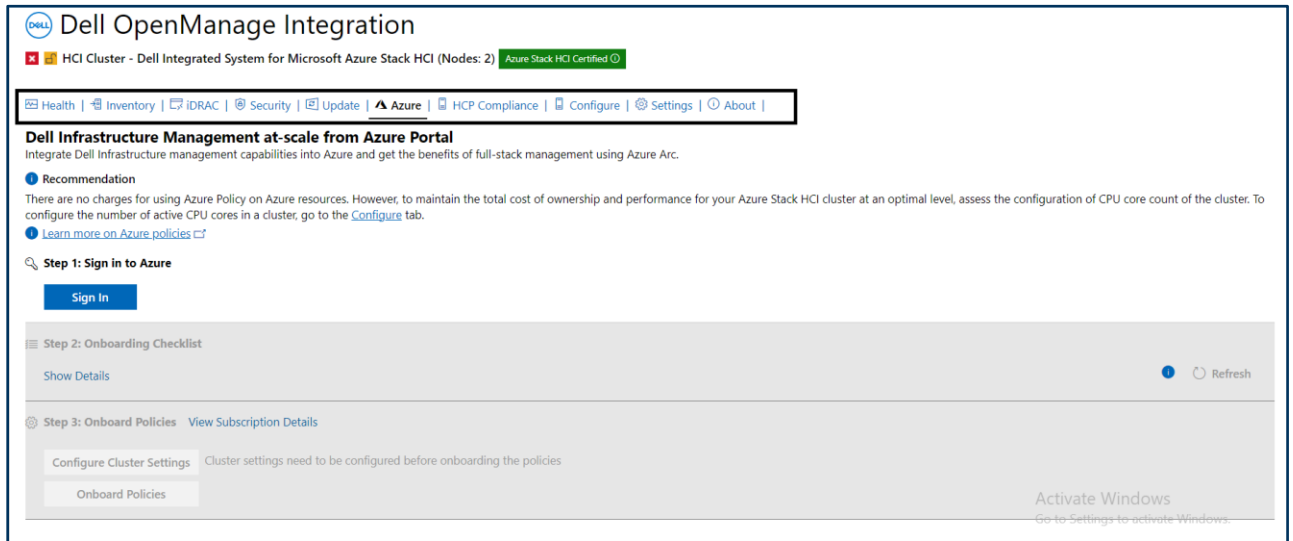 DELL Dell OpenManage Integration
HCI Cluster - Dell Integrated System for Microsoft Azure Stack HCI (Nodes: 2) Azure Stack HCI Certified
Health | Inventory | iDRAC | Security | Update | Azure | HCP Compliance | Configure | Settings | About |
Dell Infrastructure Management at-scale from Azure Portal
Integrate Dell Infrastructure management capabilities into Azure and get the benefits of full-stack management using Azure Arc.
Recommendation
There are no charges for using Azure Policy on Azure resources. However, to maintain the total cost of ownership and performance for your Azure Stack HCI cluster at an optimal level, assess the configuration of CPU core count of the cluster. To
configure the number of active CPU cores in a cluster, go to the Configure tab.
Learn more on Azure policies
Step 1: Sign in to Azure
Sign In
Step 2: Onboarding Checklist
Show Details Refresh
Step 3: Onboard Policies View Subscription Details
Configure Cluster Settings Cluster settings need to be configured before onboarding the policies
Onboard Policies
Activate Windows
Go to Settings to activate Windows.